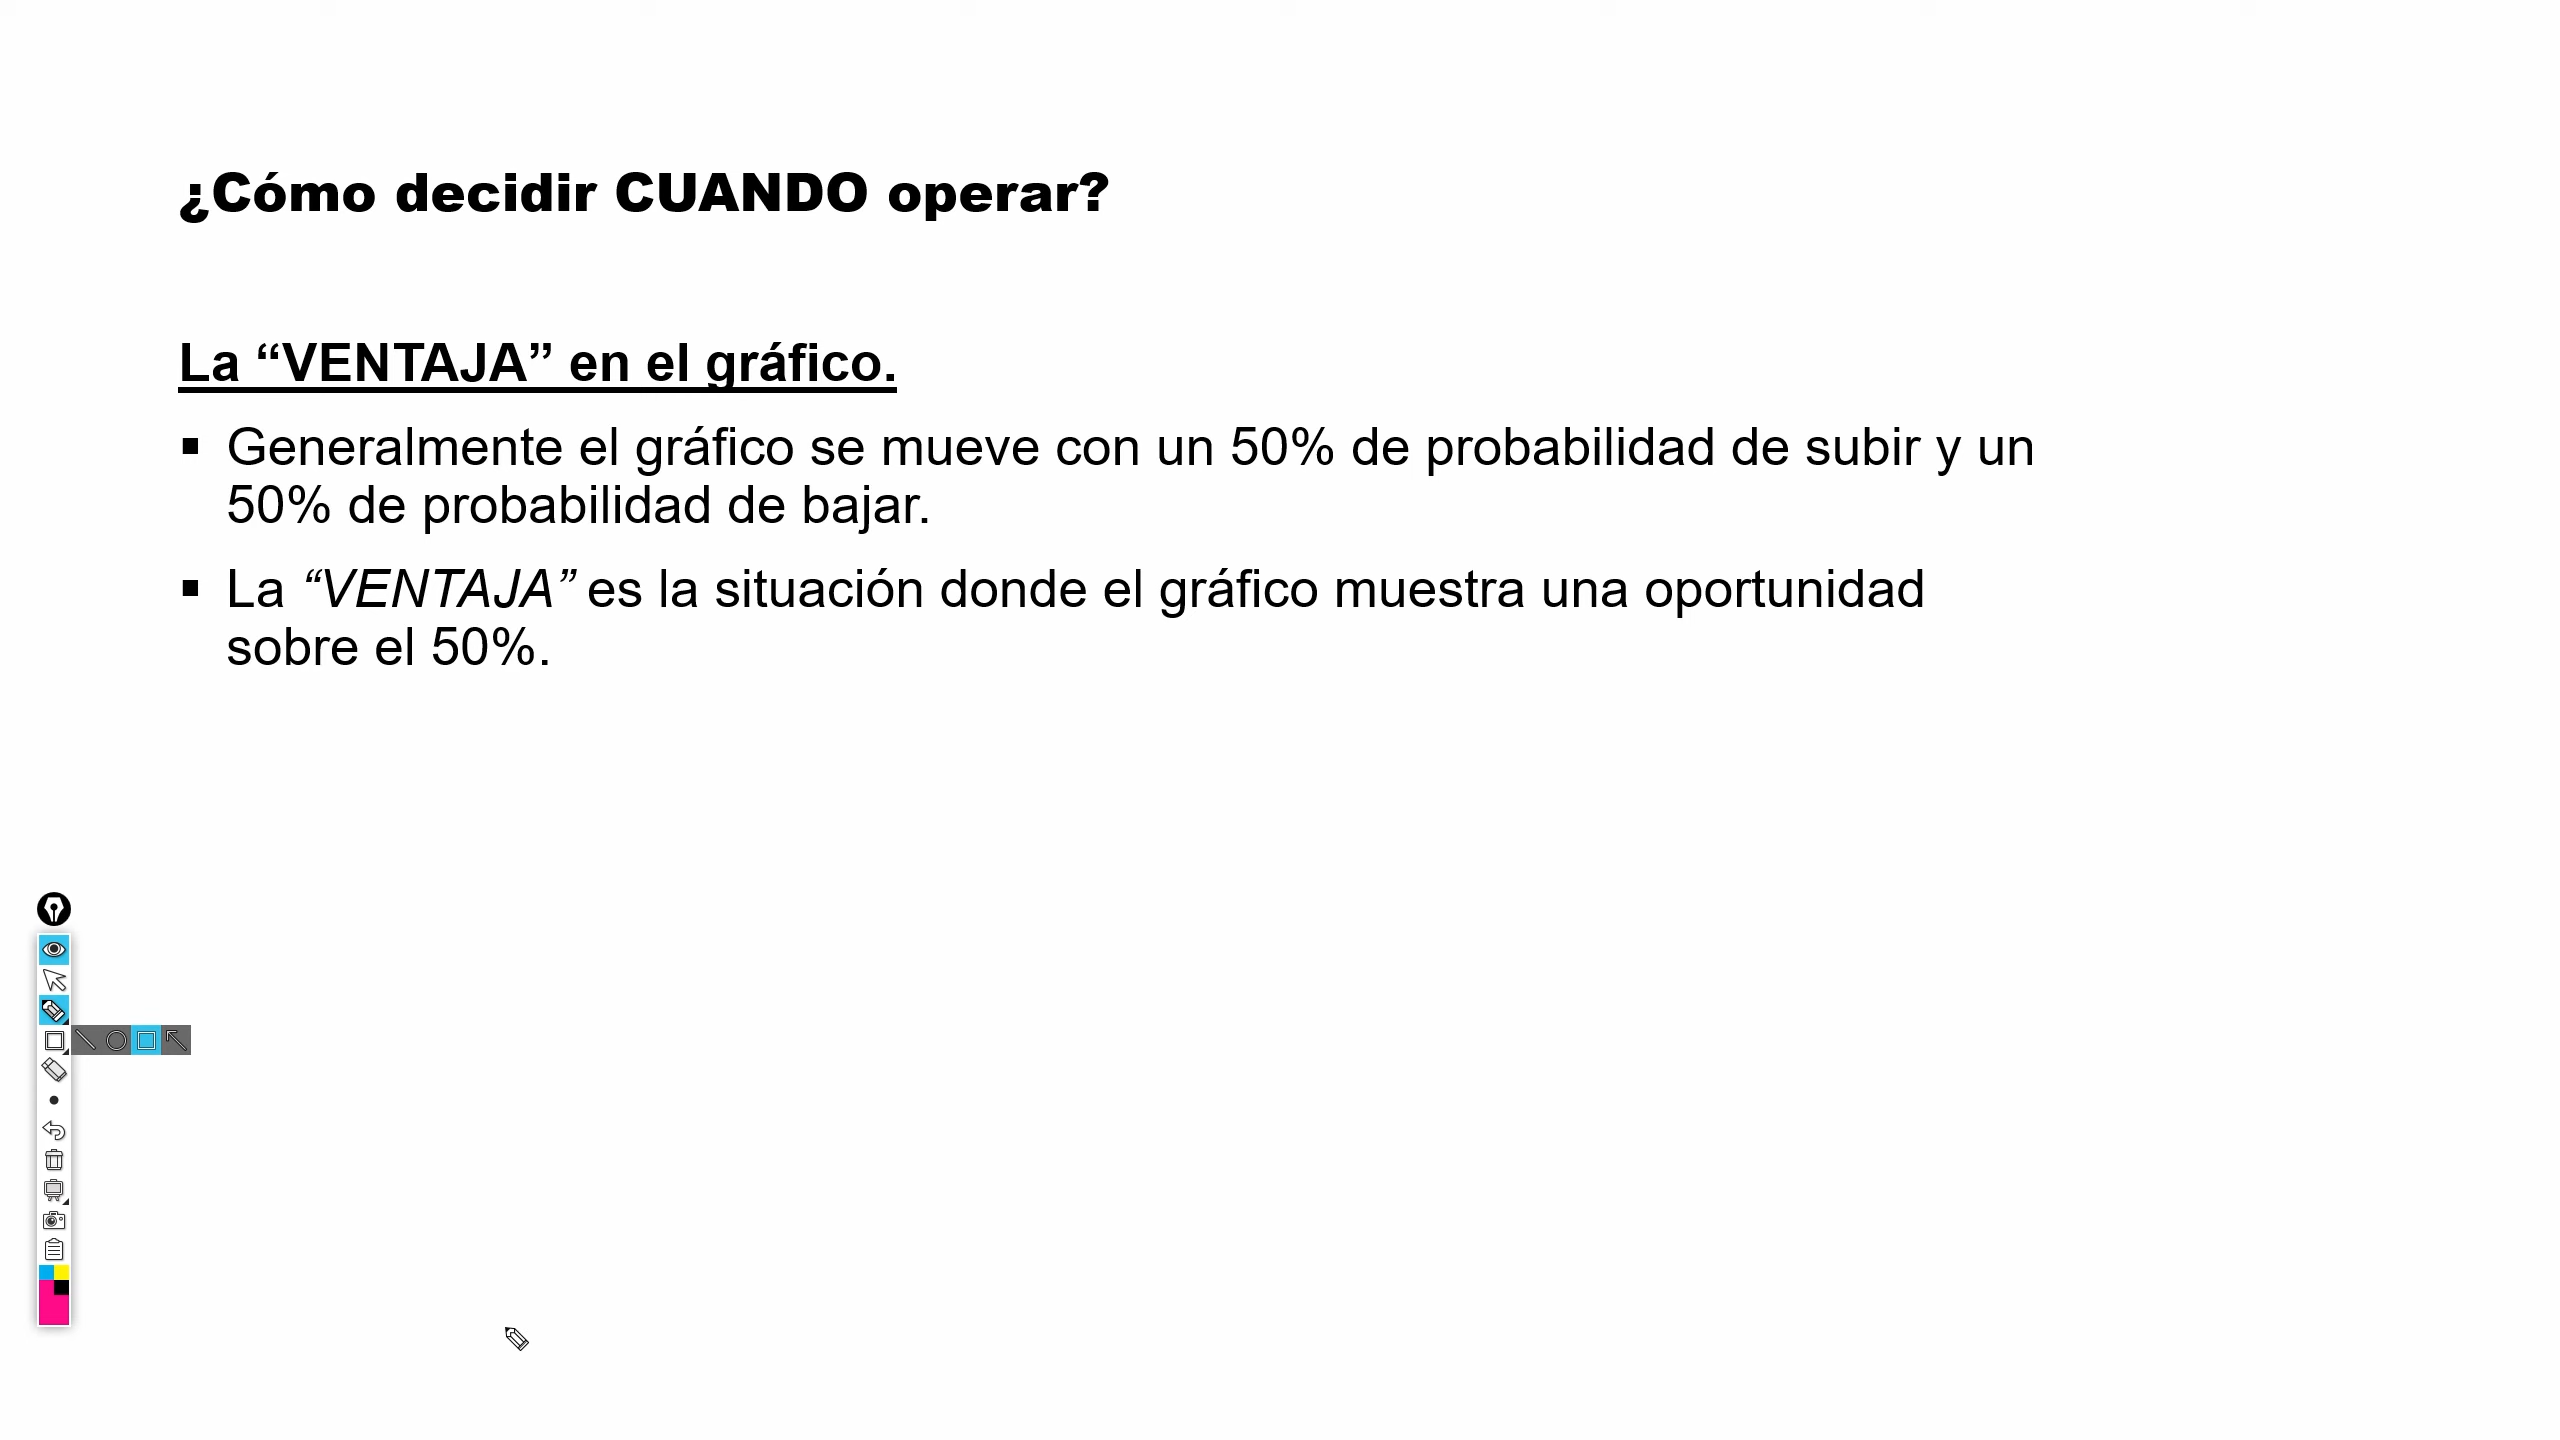 ¿Cómo decidir CUANDO operar?
La “VENTAJA” en el gráfico.
▪ Generalmente el gráfico se mueve con un 50% de probabilidad de subir y un
50% de probabilidad de bajar.
▪ La “VENTAJA” es la situación donde el gráfico muestra una oportunidad
sobre el 50%.